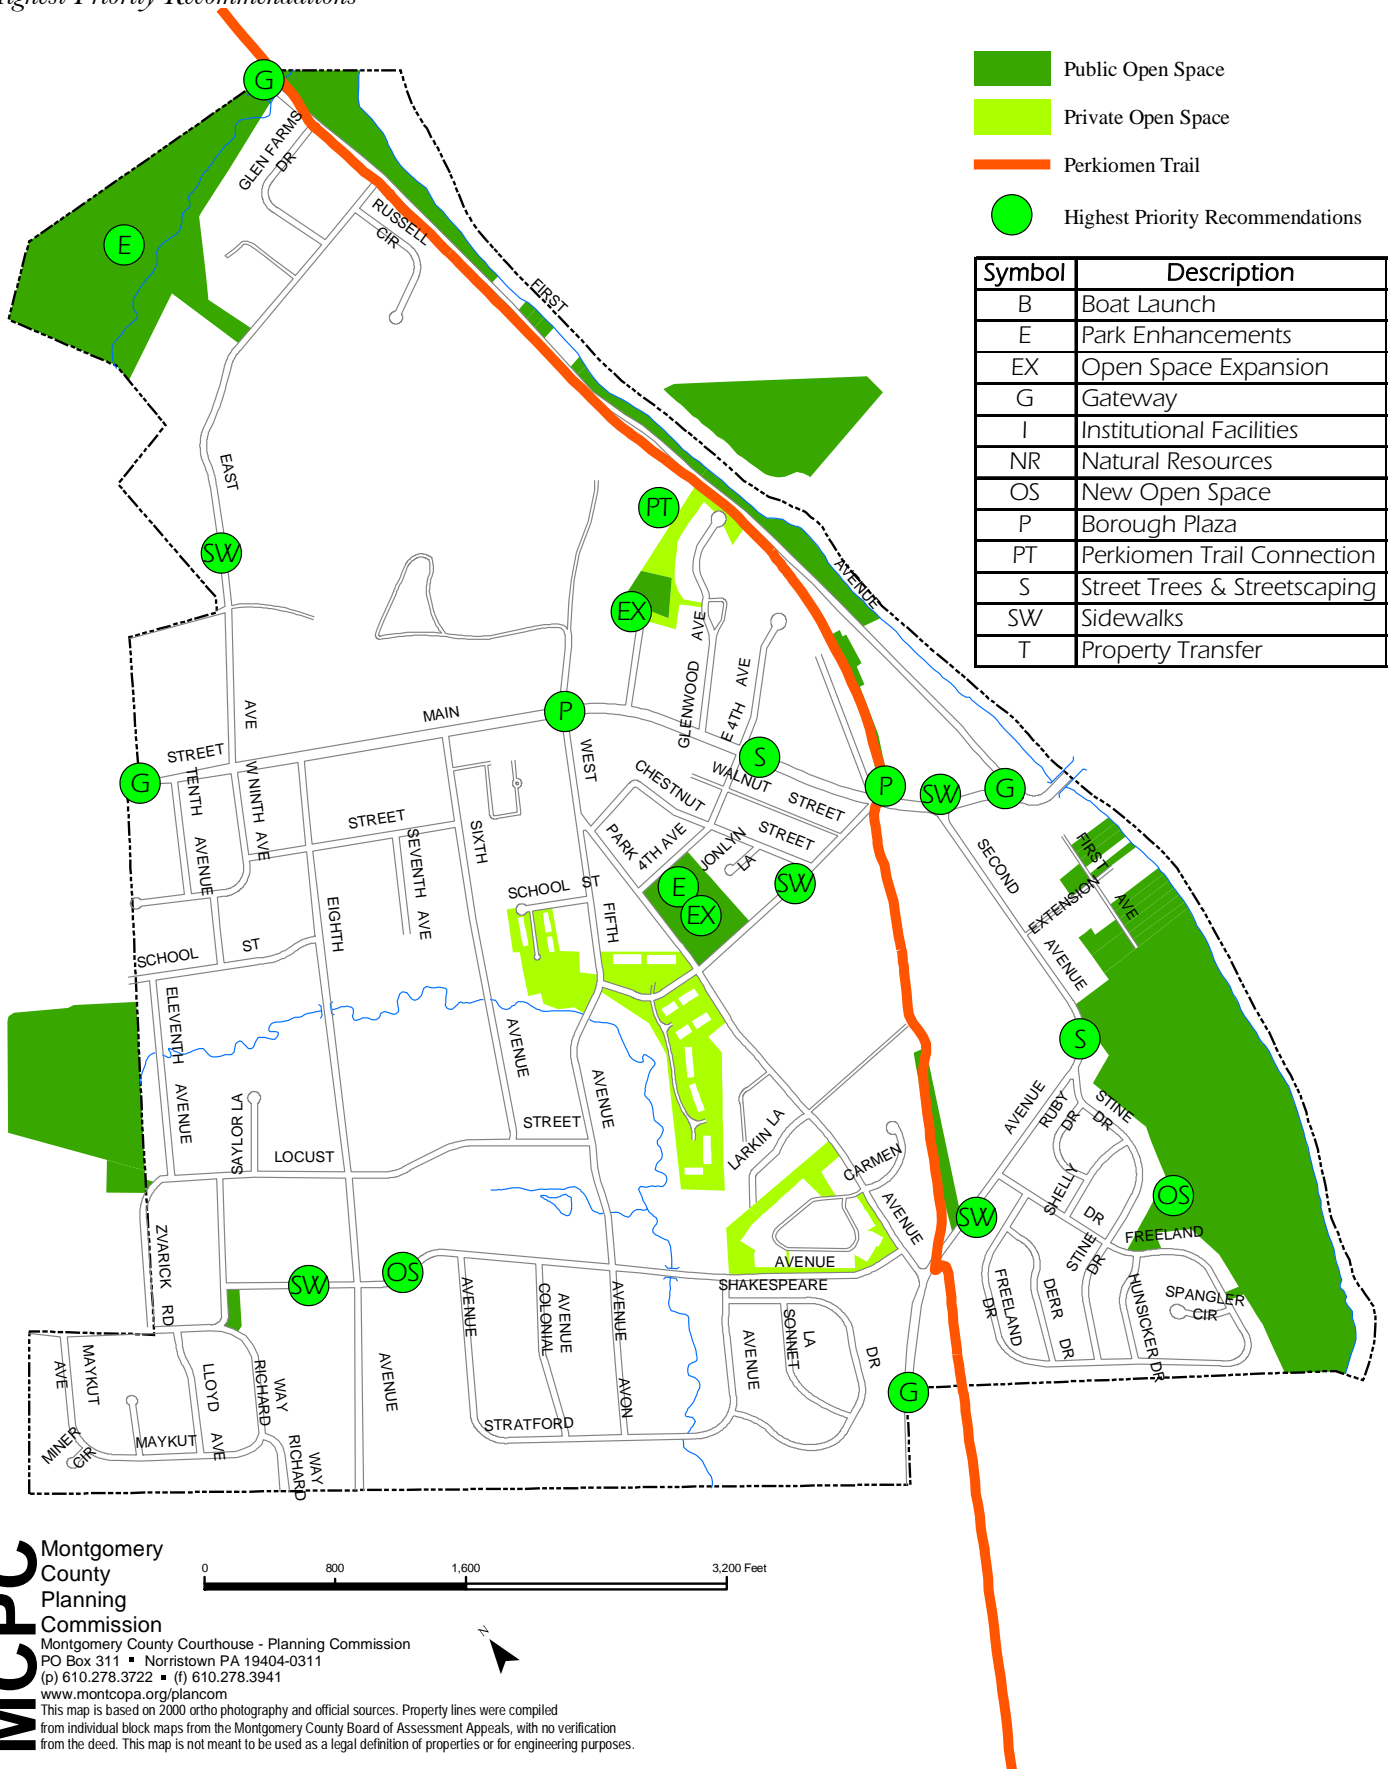 Highest Priority Recommendations
Public Open Space
Private Open Space
Perkiomen Trail
Highest Priority Recommendations
Symbol Description
B Boat Launch
E Park Enhancements
EX Open Space Expansion
G Gateway
I Institutional Facilities
NR Natural Resources
OS New Open Space
P Borough Plaza
PT Perkiomen Trail Connection
S Street Trees & Streetscaping
SW Sidewalks
T Property Transfer
G
GLEN FARMS
DR
E
RUSSELL
CIR
FIRST
EAST
SW
PT
EX
AVENUE
AVE
GLENWOOD
AVE
E 4TH
AVE
MAIN
STREET
P
WEST
S
G
TENTH
AVENUE
W NINTH
AVE
CHESTNUT
STREET
WALNUT
STREET
P
SW
G
STREET
SEVENTH
AVE
SIXTH
PARK
4TH AVE
JONLYN
LA
SW
E
EX
SECOND
AVENUE
FIRST
AVE
EXTENSION
SCHOOL ST
FIFTH
EIGHTH
SCHOOL
ST
ELEVENTH
AVENUE
AVENUE
AVENUE
S
AVENUE
RUBY
DR
STINE
DR
SAYLOR LA
LOCUST
STREET
LARKIN LA
CARMEN
AVENUE
SHELLY
DR
OS
SW
FREELAND
STINE
DR
ZVARICK
RD
SW
OS
AVENUE
SHAKESPEARE
FREELAND
DR
DERR
DR
HUNSICKER DR
SPANGLER
CIR
AVENUE
COLONIAL
AVENUE
AVENUE
AVON
AVENUE
SONNET
LA
DR
G
MAYKUT
AVE
LLOYD
AVE
RICHARD
WAY
AVENUE
STRATFORD
MINER
CIR
MAYKUT
RICHARD
WAY
MCPC
Montgomery
County
Planning
Commission
0 800 1,600 3,200 Feet
N
Montgomery County Courthouse - Planning Commission
PO Box 311 ▪ Norristown PA 19404-0311
(p) 610.278.3722 ▪ (f) 610.278.3941
www.montcopa.org/plancom
This map is based on 2000 ortho photography and official sources. Property lines were compiled
from individual block maps from the Montgomery County Board of Assessment Appeals, with no verification
from the deed. This map is not meant to be used as a legal definition of properties or for engineering purposes.